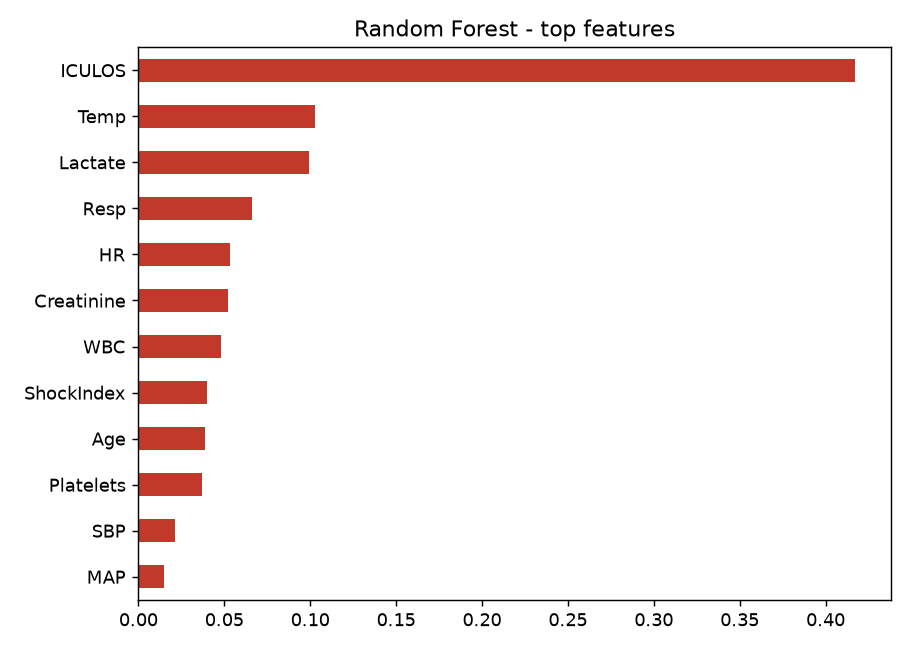 Random Forest - top features
ICULOS
Temp
Lactate
Resp
HR
Creatinine
WBC
ShockIndex
Age
Platelets
SBP
MAP
0.00 0.05 0.10 0.15 0.20 0.25 0.30 0.35 0.40